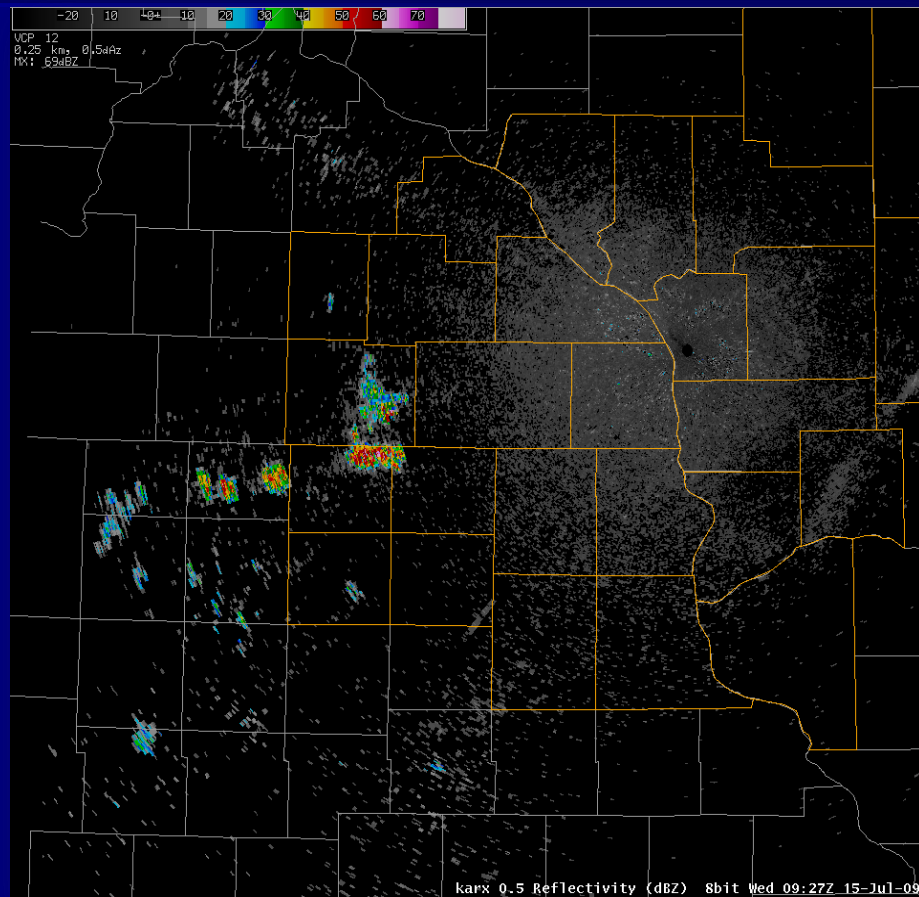 -20 10 -0+ 10 20 30 40 50 60 70
VCP 12
0.25 km, 0.5dAz
MX: 69dBZ
karx 0.5 Reflectivity (dBZ) 8bit Wed 09:27Z 15-Jul-09